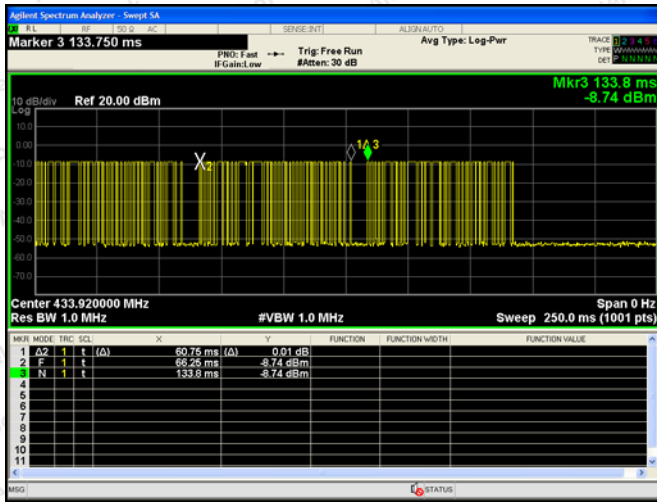 Agilent Spectrum Analyzer - Swept SA
RL RF 50 Ω AC SENSE:INT ALIGNAUTO
Marker 3 133.750 ms
PNO: Fast Trig: Free Run
IFGain:Low #Atten: 30 dB
Avg Type: Log-Pwr
TRACE 1 2 3 4 5 6
TYPE
DET P N N N N N
Mkr3 133.8 ms
-8.74 dBm
10 dB/div Ref 20.00 dBm
Log
10.0
0.00
-10.0
-20.0
-30.0
-40.0
-50.0
-60.0
-70.0
X2
1Δ 3
Center 433.920000 MHz Span 0 Hz
Res BW 1.0 MHz #VBW 1.0 MHz Sweep 250.0 ms (1001 pts)
MKR MODE TRC SCL X Y FUNCTION FUNCTION WIDTH FUNCTION VALUE
1 Δ2 1 t (Δ) 60.75 ms (Δ) 0.01 dB
2 F 1 t 66.25 ms -8.74 dBm
3 N 1 t 133.8 ms -8.74 dBm
4
5
6
7
8
9
10
11
MSG STATUS